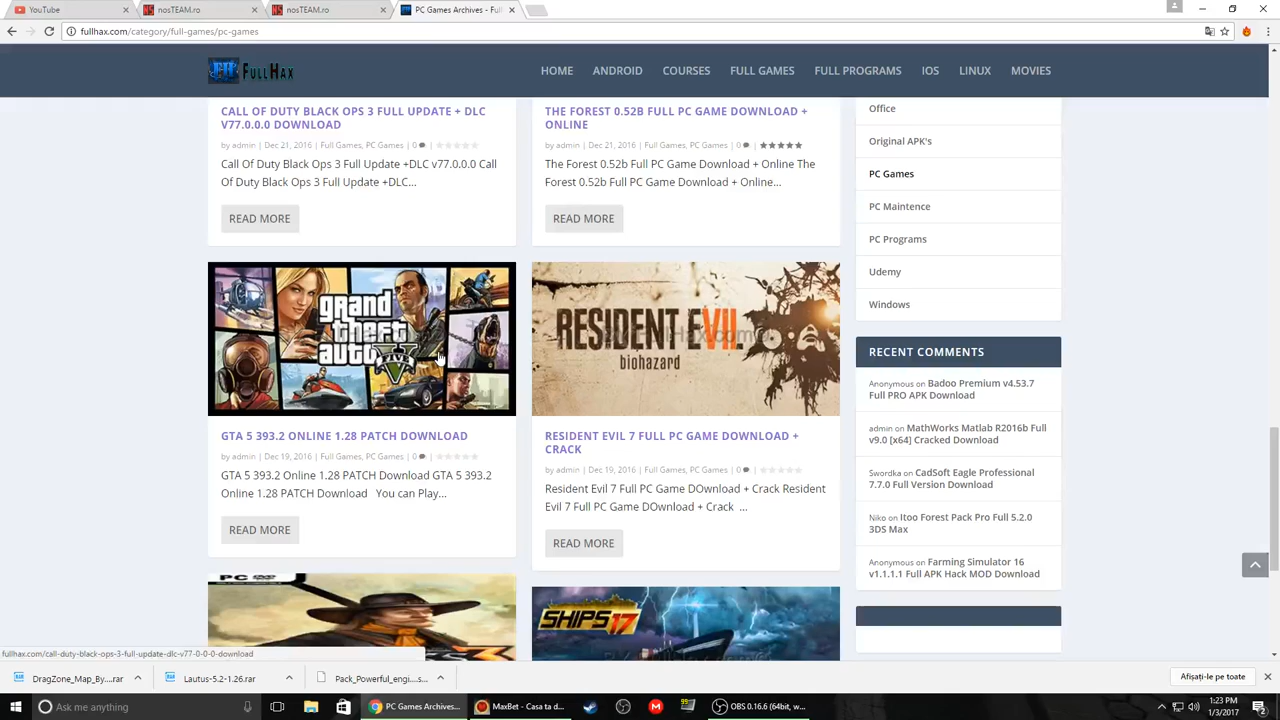 YouTube
nosTEAM.ro
nosTEAM.ro
PC Games Archives - Full
fullhax.com/category/full-games/pc-games
FULLHAX
HOME
ANDROID
COURSES
FULL GAMES
FULL PROGRAMS
IOS
LINUX
MOVIES
CALL OF DUTY BLACK OPS 3 FULL UPDATE + DLC
V77.0.0.0 DOWNLOAD
by admin | Dec 21, 2016 | Full Games, PC Games | 0
Call Of Duty Black Ops 3 Full Update +DLC v77.0.0.0 Call
Of Duty Black Ops 3 Full Update +DLC...
READ MORE
THE FOREST 0.52B FULL PC GAME DOWNLOAD +
ONLINE
by admin | Dec 21, 2016 | Full Games, PC Games | 0
The Forest 0.52b Full PC Game Download + Online The
Forest 0.52b Full PC Game Download + Online...
READ MORE
grand
theft
auto
V
FIVE
GTA 5 393.2 ONLINE 1.28 PATCH DOWNLOAD
by admin | Dec 19, 2016 | Full Games, PC Games | 0
GTA 5 393.2 Online 1.28 PATCH Download GTA 5 393.2
Online 1.28 PATCH Download You can Play...
READ MORE
RESIDENT EVIL
biohazard
RESIDENT EVIL 7 FULL PC GAME DOWNLOAD +
CRACK
by admin | Dec 19, 2016 | Full Games, PC Games | 0
Resident Evil 7 Full PC Game DOwnload + Crack Resident
Evil 7 Full PC Game DOwnload + Crack ...
READ MORE
PC DVD
SHIPS 17
Office
Original APK's
PC Games
PC Maintence
PC Programs
Udemy
Windows
RECENT COMMENTS
Anonymous on Badoo Premium v4.53.7
Full PRO APK Download
admin on MathWorks Matlab R2016b Full
v9.0 [x64] Cracked Download
Swordka on CadSoft Eagle Professional
7.7.0 Full Version Download
Niko on Itoo Forest Pack Pro Full 5.2.0
3DS Max
Anonymous on Farming Simulator 16
v1.1.1.1 Full APK Hack MOD Download
fullhax.com/call-duty-black-ops-3-full-update-dlc-v77-0-0-0-download
DragZone_Map_By....rar
Lautus-5.2-1.26.rar
Pack_Powerful_engi....s...
Afișați-le pe toate
Ask me anything
PC Games Archives...
MaxBet - Casa ta d...
OBS 0.16.6 (64bit, w...
1:23 PM
1/3/2017